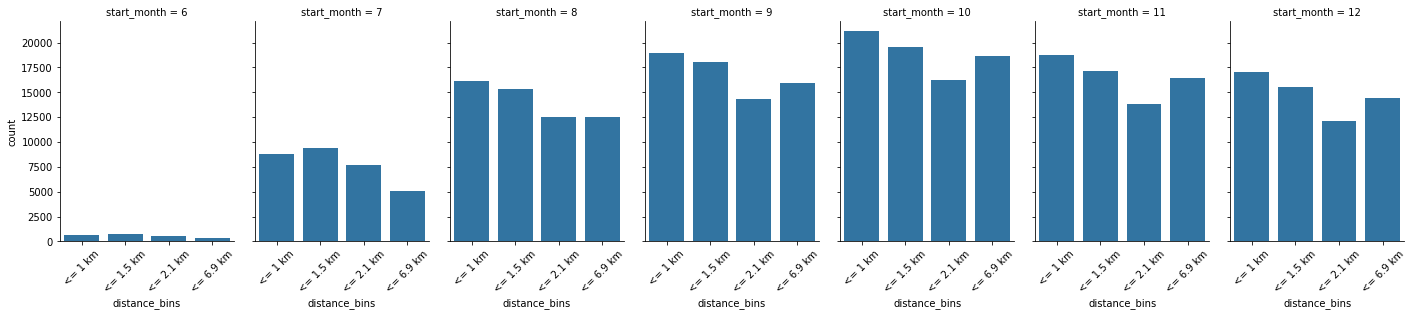 start_month = 6
start_month = 7
start_month = 8
start_month = 9
start_month = 10
start_month = 11
start_month = 12
count
20000
17500
15000
12500
10000
7500
5000
2500
0
<= 1 km
<= 1.5 km
<= 2.1 km
<= 6.9 km
<= 1 km
<= 1.5 km
<= 2.1 km
<= 6.9 km
<= 1 km
<= 1.5 km
<= 2.1 km
<= 6.9 km
<= 1 km
<= 1.5 km
<= 2.1 km
<= 6.9 km
<= 1 km
<= 1.5 km
<= 2.1 km
<= 6.9 km
<= 1 km
<= 1.5 km
<= 2.1 km
<= 6.9 km
<= 1 km
<= 1.5 km
<= 2.1 km
<= 6.9 km
distance_bins
distance_bins
distance_bins
distance_bins
distance_bins
distance_bins
distance_bins